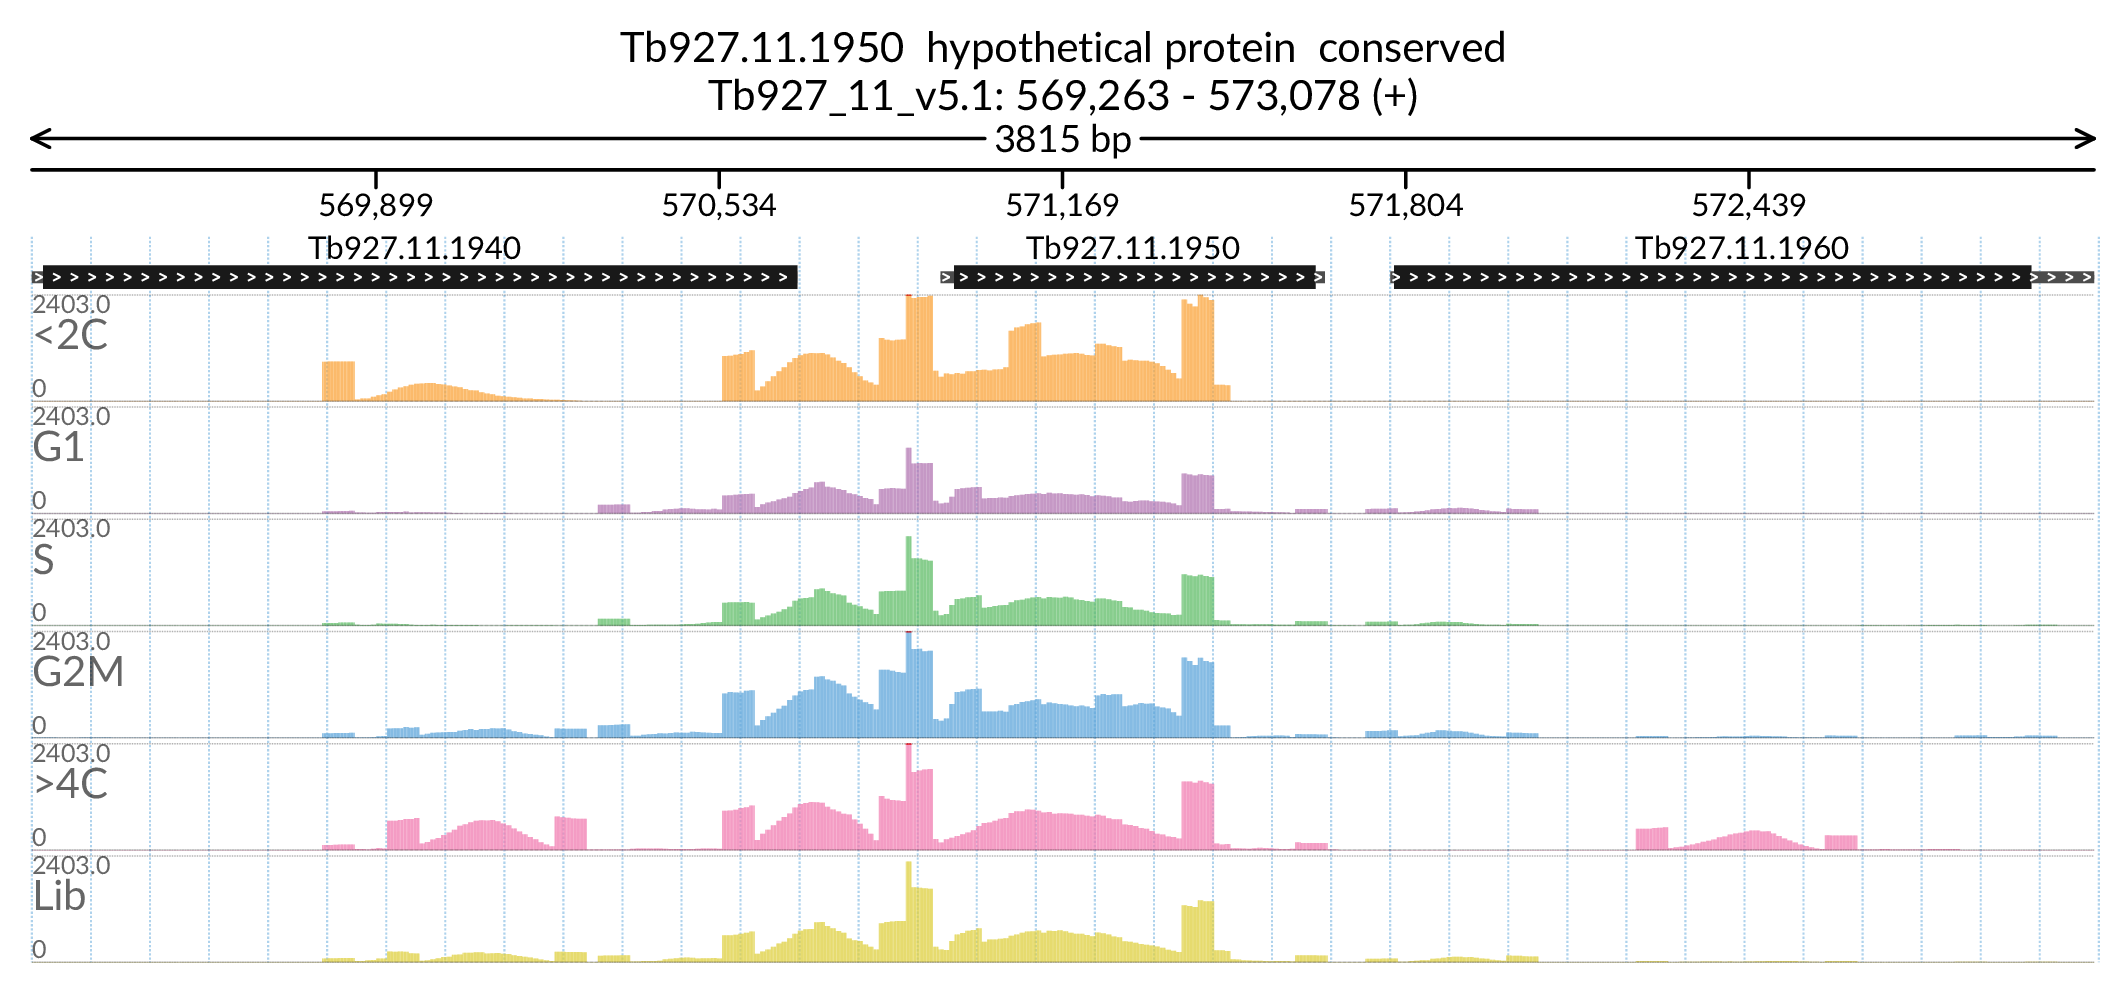 Tb927.11.1950 hypothetical protein conserved
Tb927_11_v5.1: 569,263 - 573,078 (+)
3815 bp
569,899 570,534 571,169 571,804 572,439
Tb927.11.1940 Tb927.11.1950 Tb927.11.1960
2403.0
<2C
0
2403.0
G1
0
2403.0
S
0
2403.0
G2M
0
2403.0
>4C
0
2403.0
Lib
0